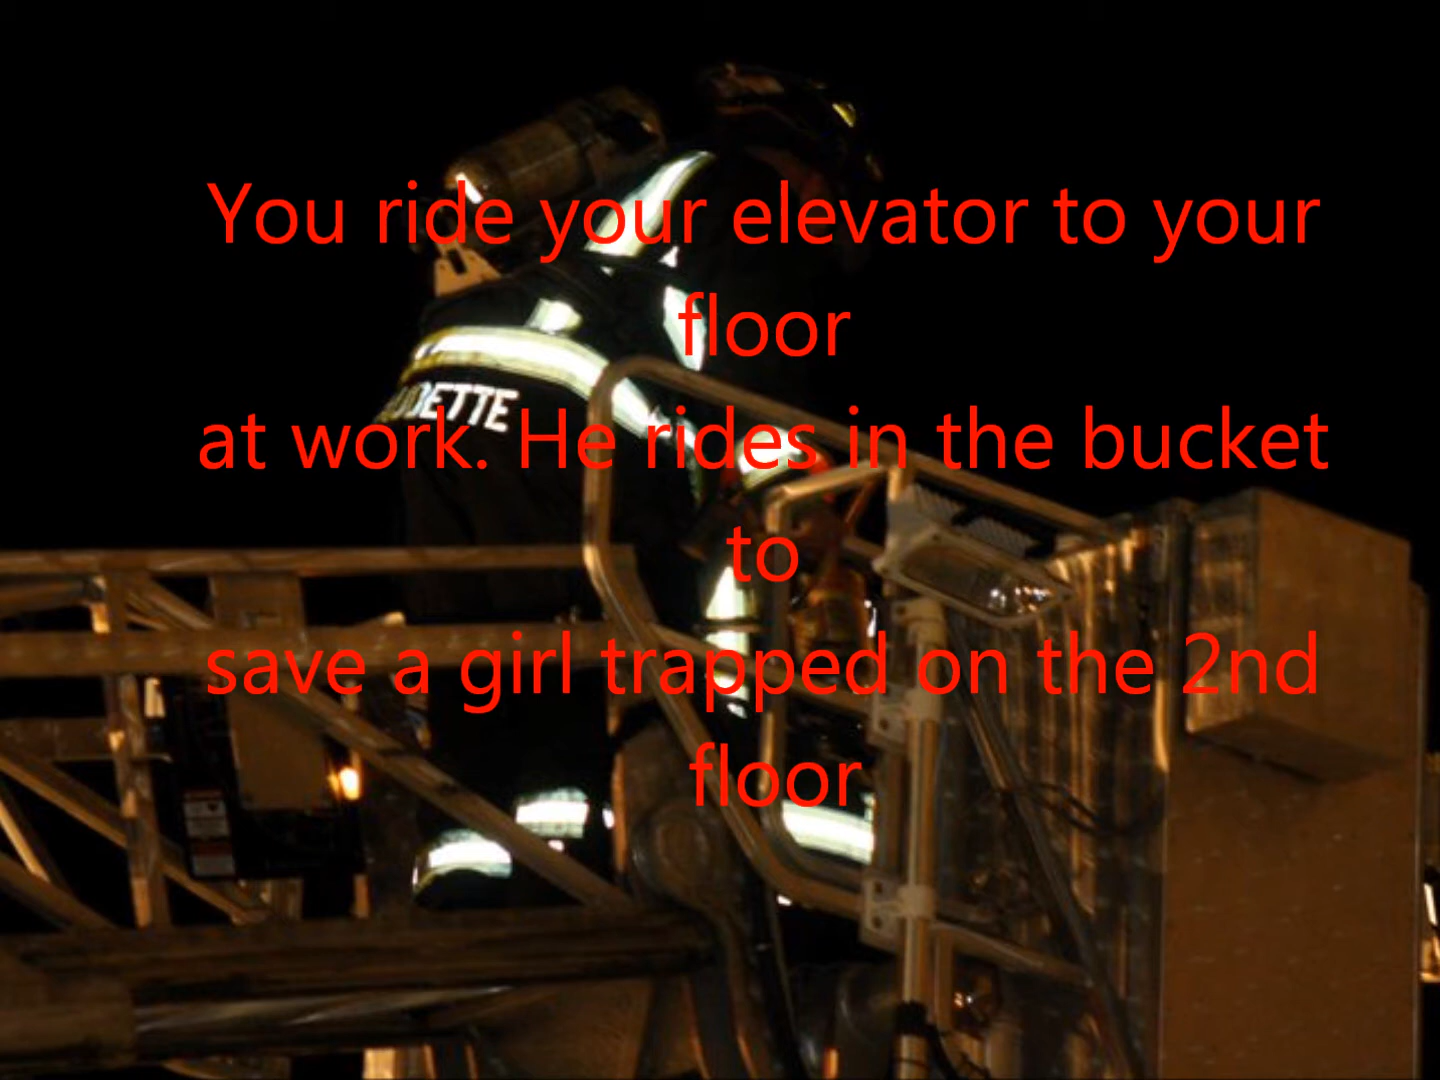 You ride your elevator to your
floor
at work. He rides in the bucket
to
save a girl trapped on the 2nd
floor